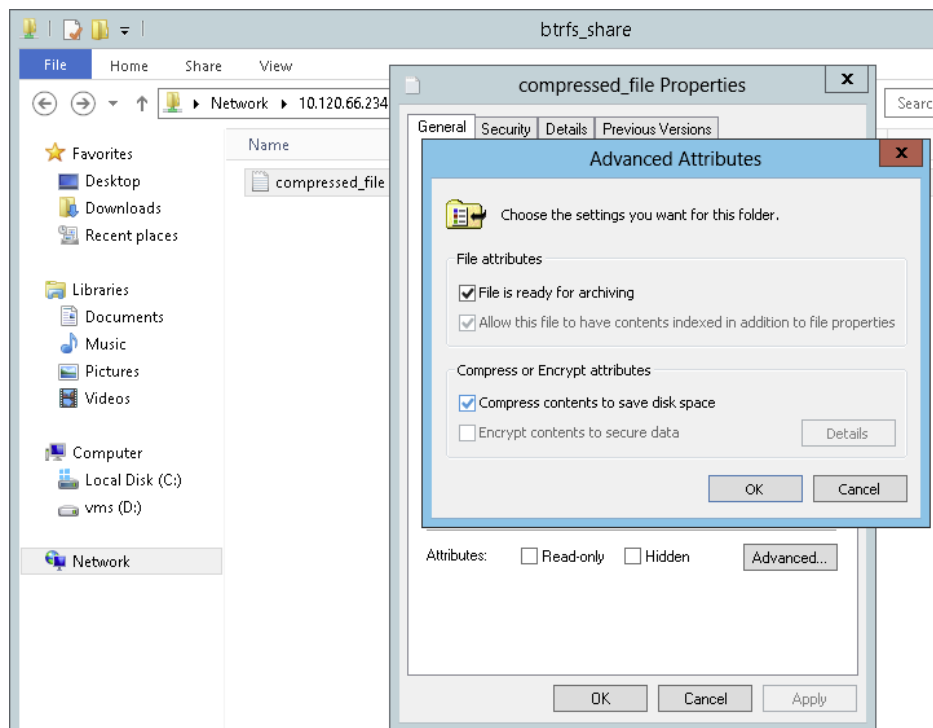 btrfs_share
File Home Share View
Network 10.120.66.234
Name
Favorites
Desktop
Downloads
Recent places
Libraries
Documents
Music
Pictures
Videos
Computer
Local Disk (C:)
vms (D:)
Network
compressed_file
compressed_file Properties
x
General Security Details Previous Versions
Advanced Attributes
x
Choose the settings you want for this folder.
File attributes
File is ready for archiving
Allow this file to have contents indexed in addition to file properties
Compress or Encrypt attributes
Compress contents to save disk space
Encrypt contents to secure data
Details
OK Cancel
Attributes: Read-only Hidden Advanced...
OK Cancel Apply
Searc